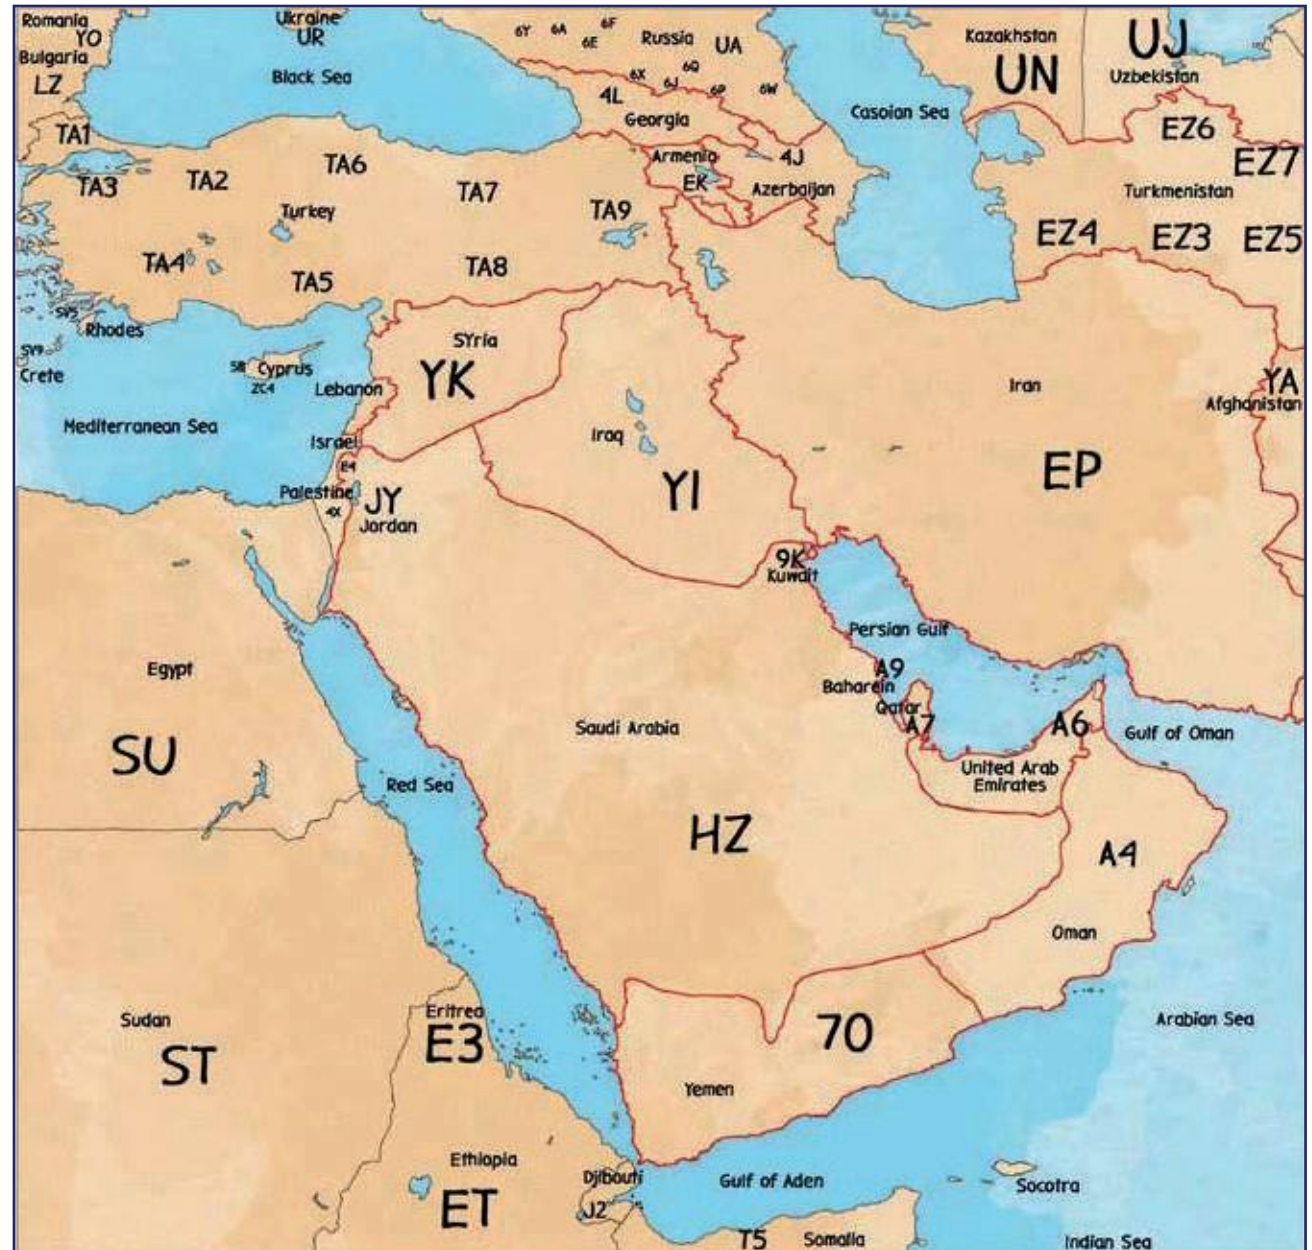 Romania
YO
Bulgaria
LZ
Ukraine
UR
Black Sea
6Y
6A
6F
6E
Russia
UA
6X
6J
6Q
6P
6W
4L
Georgia
Casoian Sea
Kazakhstan
UN
UJ
Uzbekistan
EZ6
EZ7
Turkmenistan
EZ4
EZ3
EZ5
TA1
TA3
TA2
TA6
TA7
TA9
Turkey
TA4
TA5
TA8
Armenia
EK
4J
Azerbaijan
SV5
Rhodes
SV9
Crete
5B
Cyprus
ZC4
Mediterranean Sea
SYria
YK
Lebanon
Israel
E4
Palestine
4X
JY
Jordan
Iraq
YI
Iran
EP
YA
Afghanistan
9K
Kuwait
Persian Gulf
A9
Baharein
Qatar
A7
A6
United Arab
Emirates
Gulf of Oman
Egypt
SU
Red Sea
Saudi Arabia
HZ
A4
Oman
Arabian Sea
Sudan
ST
Eritrea
E3
7O
Yemen
Ethiopia
ET
Djibouti
J2
Gulf of Aden
T5
Somalia
Socotra
Indian Sea